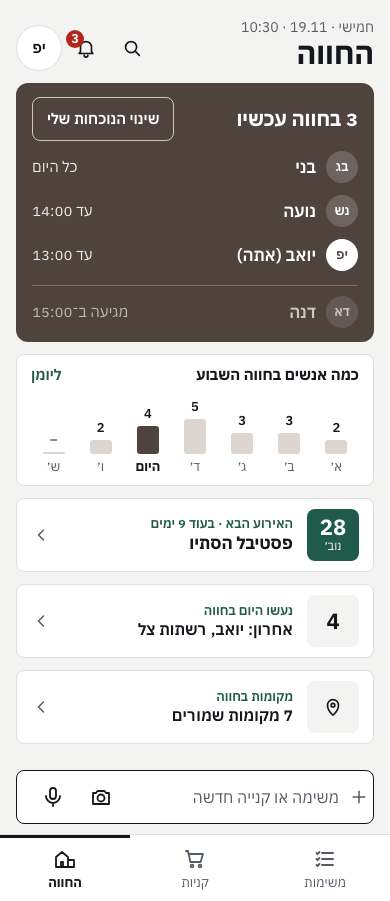 חמישי · 19.11 · 10:30
החווה
3
יפ
3 בחווה עכשיו
שינוי הנוכחות שלי
בג
בני
כל היום
נש
נועה
עד 14:00
יפ
יואב (אתה)
עד 13:00
דא
דנה
מגיעה ב־15:00
כמה אנשים בחווה השבוע
ליומן
2
3
3
5
4
2
–
א׳
ב׳
ג׳
ד׳
היום
ו׳
ש׳
28
נוב׳
האירוע הבא · בעוד 9 ימים
פסטיבל הסתיו
4
נעשו היום בחווה
אחרון: יואב, רשתות צל
מקומות בחווה
7 מקומות שמורים
משימה או קנייה חדשה
משימות
קניות
החווה